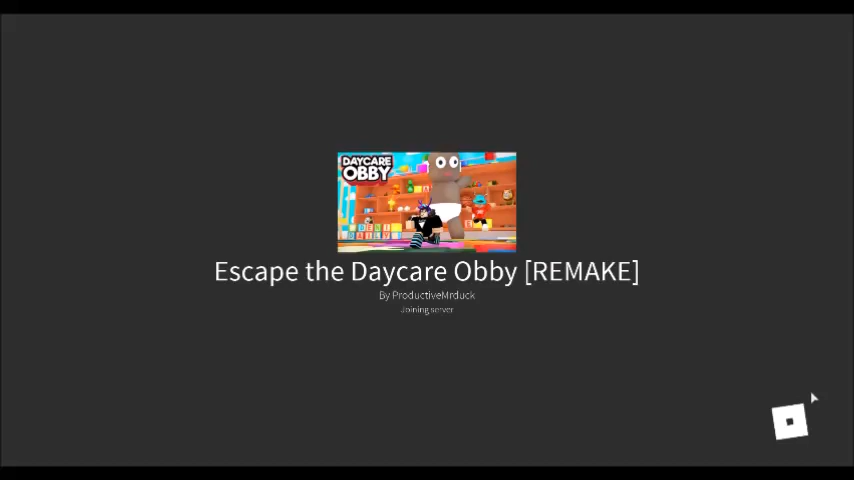 DAYCARE
OBBY
Escape the Daycare Obby [REMAKE]
By ProductiveMrduck
Joining server